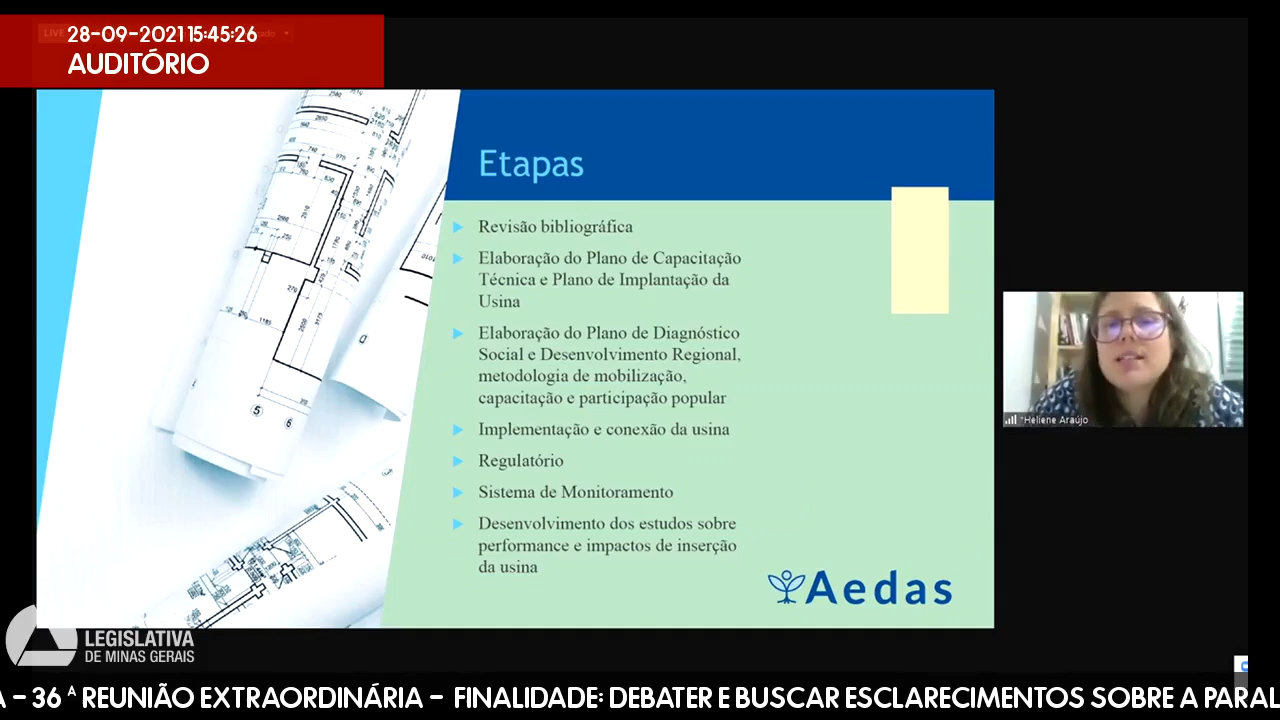 LIVE
28-09-2021 15:45:26
AUDITÓRIO
Etapas
Revisão bibliográfica
Elaboração do Plano de Capacitação
Técnica e Plano de Implantação da
Usina
Elaboração do Plano de Diagnóstico
Social e Desenvolvimento Regional,
metodologia de mobilização,
capacitação e participação popular
Implementação e conexão da usina
Regulatório
Sistema de Monitoramento
Desenvolvimento dos estudos sobre
performance e impactos de inserção
da usina
Aedas
*Heliene Araújo
LEGISLATIVA
DE MINAS GERAIS
A - 36ª REUNIÃO EXTRAORDINÁRIA - FINALIDADE: DEBATER E BUSCAR ESCLARECIMENTOS SOBRE A PARAL